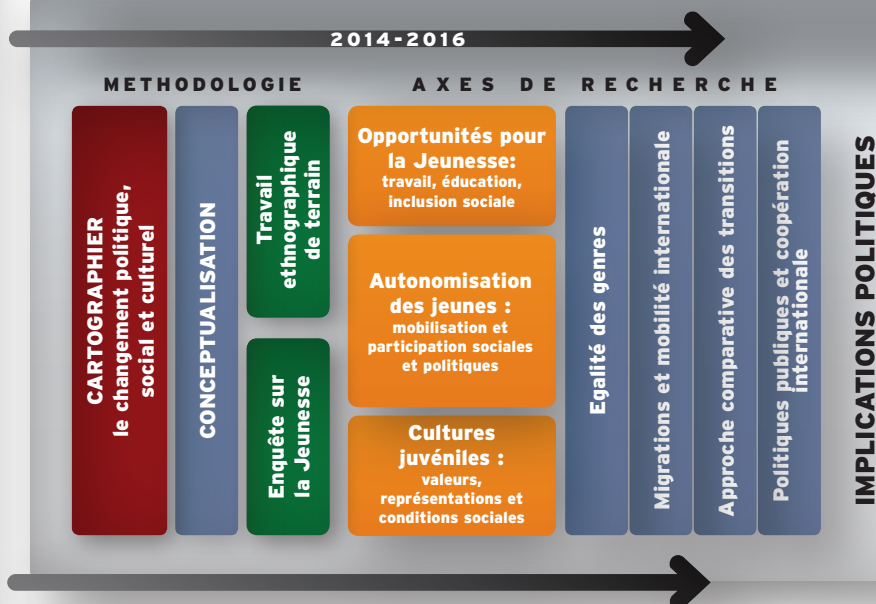 2014-2016
METHODOLOGIE
AXES DE RECHERCHE
CARTOGRAPHIER
le changement politique,
social et culturel
CONCEPTUALISATION
Travail
ethnographique
de terrain
Enquête sur
la Jeunesse
Opportunités pour
la Jeunesse:
travail, éducation,
inclusion sociale
Autonomisation
des jeunes :
mobilisation et
participation sociales
et politiques
Cultures
juvéniles :
valeurs,
représentations et
conditions sociales
Egalité des genres
Migrations et mobilité internationale
Approche comparative des transitions
Politiques publiques et coopération
internationale
IMPLICATIONS POLITIQUES